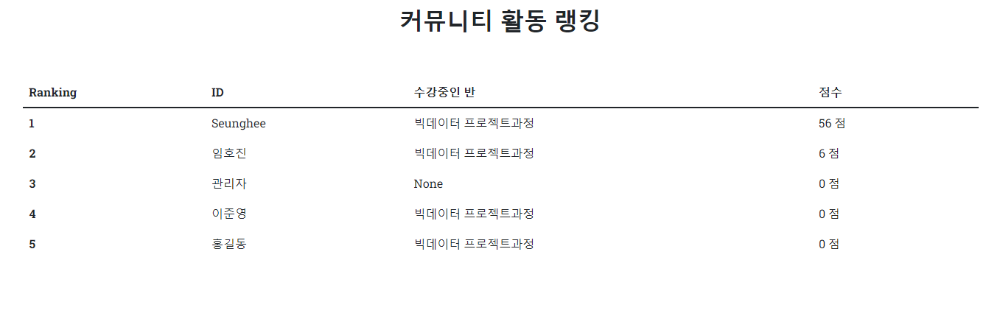 커뮤니티 활동 랭킹
Ranking ID 수강중인 반 점수
1 Seunghee 빅데이터 프로젝트과정 56 점
2 임호진 빅데이터 프로젝트과정 6 점
3 관리자 None 0 점
4 이준영 빅데이터 프로젝트과정 0 점
5 홍길동 빅데이터 프로젝트과정 0 점